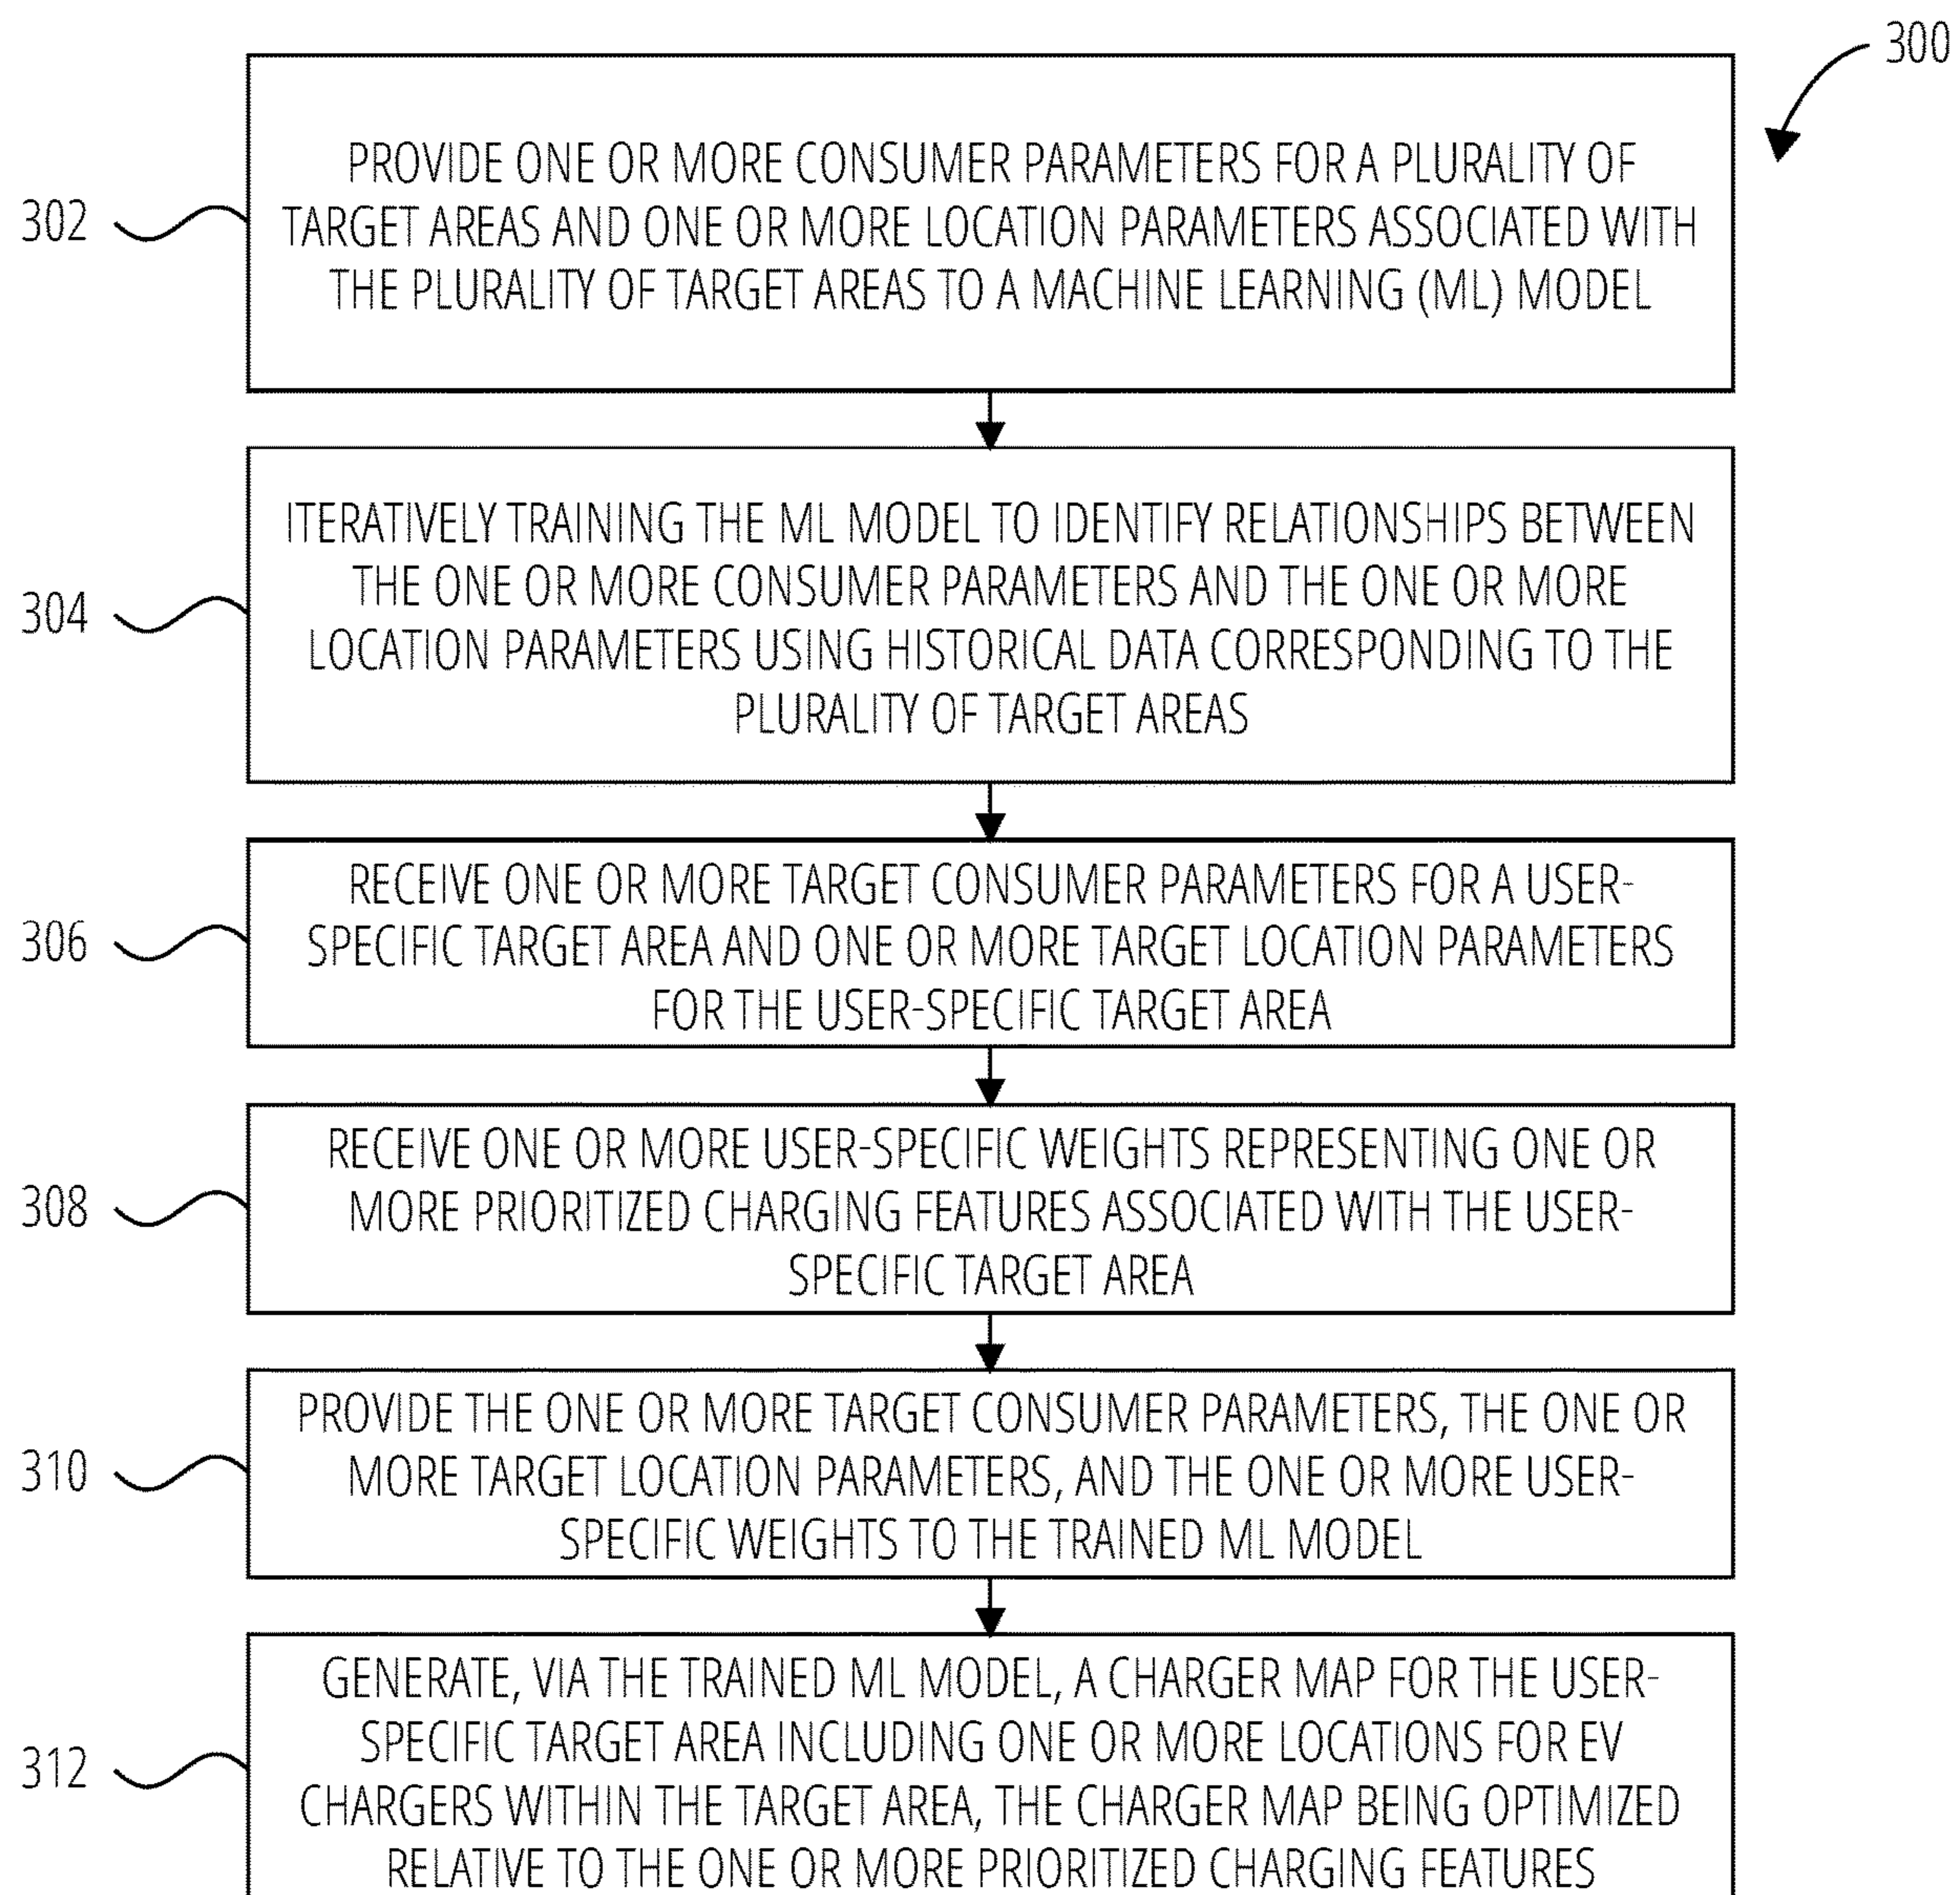 300
302
PROVIDE ONE OR MORE CONSUMER PARAMETERS FOR A PLURALITY OF
TARGET AREAS AND ONE OR MORE LOCATION PARAMETERS ASSOCIATED WITH
THE PLURALITY OF TARGET AREAS TO A MACHINE LEARNING (ML) MODEL
304
ITERATIVELY TRAINING THE ML MODEL TO IDENTIFY RELATIONSHIPS BETWEEN
THE ONE OR MORE CONSUMER PARAMETERS AND THE ONE OR MORE
LOCATION PARAMETERS USING HISTORICAL DATA CORRESPONDING TO THE
PLURALITY OF TARGET AREAS
306
RECEIVE ONE OR MORE TARGET CONSUMER PARAMETERS FOR A USER-
SPECIFIC TARGET AREA AND ONE OR MORE TARGET LOCATION PARAMETERS
FOR THE USER-SPECIFIC TARGET AREA
308
RECEIVE ONE OR MORE USER-SPECIFIC WEIGHTS REPRESENTING ONE OR
MORE PRIORITIZED CHARGING FEATURES ASSOCIATED WITH THE USER-
SPECIFIC TARGET AREA
310
PROVIDE THE ONE OR MORE TARGET CONSUMER PARAMETERS, THE ONE OR
MORE TARGET LOCATION PARAMETERS, AND THE ONE OR MORE USER-
SPECIFIC WEIGHTS TO THE TRAINED ML MODEL
312
GENERATE, VIA THE TRAINED ML MODEL, A CHARGER MAP FOR THE USER-
SPECIFIC TARGET AREA INCLUDING ONE OR MORE LOCATIONS FOR EV
CHARGERS WITHIN THE TARGET AREA, THE CHARGER MAP BEING OPTIMIZED
RELATIVE TO THE ONE OR MORE PRIORITIZED CHARGING FEATURES